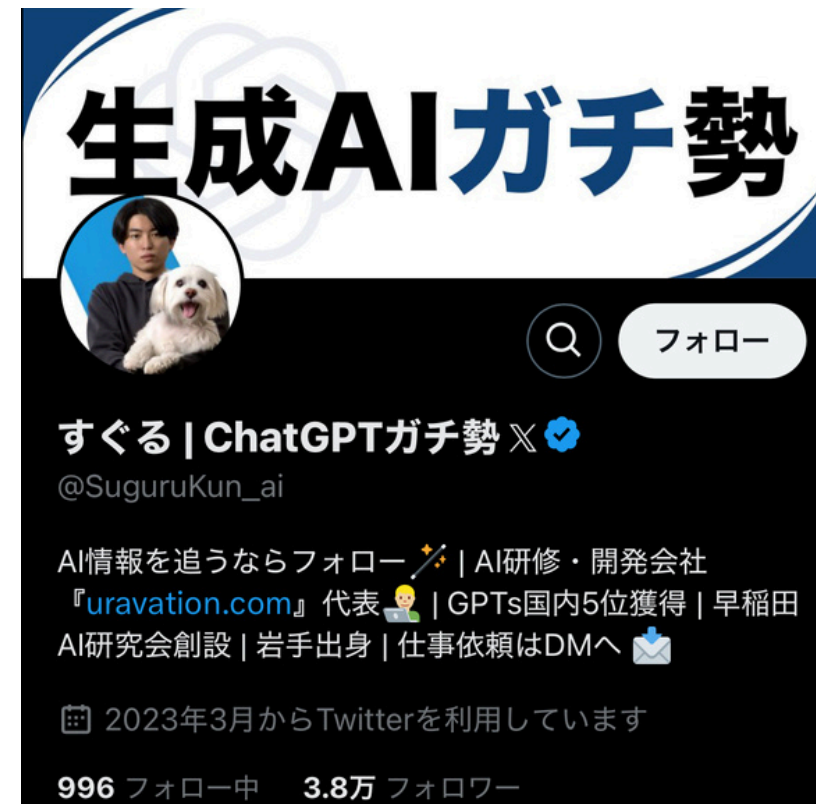 生成AIガチ勢
フォロー
すぐる | ChatGPTガチ勢 𝕏
@SuguruKun_ai
AI情報を追うならフォロー🪄 | AI研修・開発会社
『uravation.com』代表👨🏼‍💻 | GPTs国内5位獲得 | 早稲田
AI研究会創設 | 岩手出身 | 仕事依頼はDMへ 📩
2023年3月からTwitterを利用しています
996 フォロー中 3.8万 フォロワー